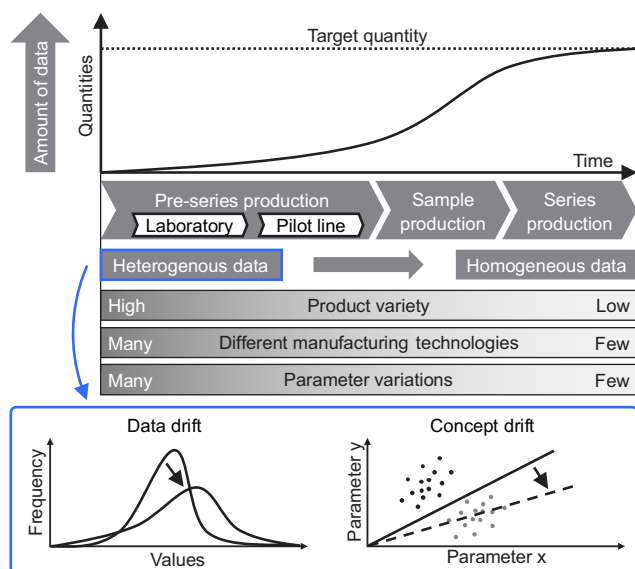 Amount of data
Quantities
Target quantity
Time
Pre-series production
Laboratory
Pilot line
Sample
production
Series
production
Heterogenous data
Homogeneous data
High Product variety Low
Many Different manufacturing technologies Few
Many Parameter variations Few
Data drift
Frequency
Values
Concept drift
Parameter y
Parameter x